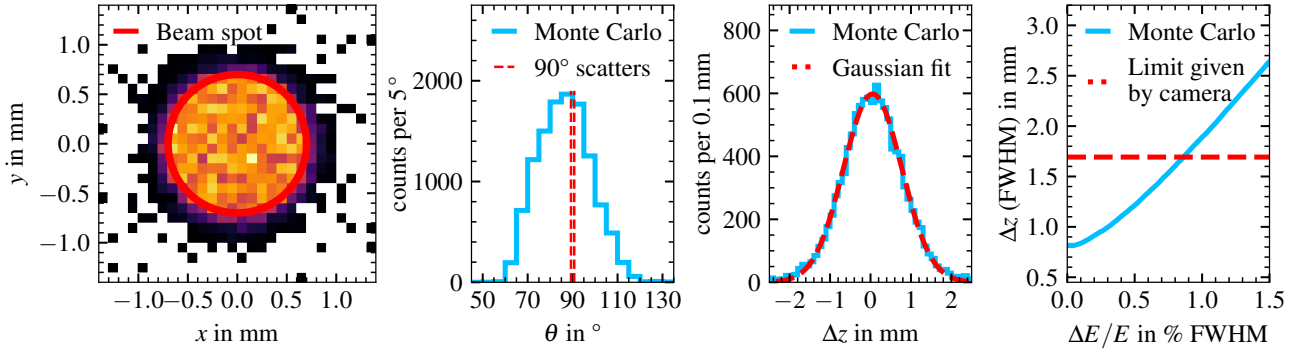 Beam spot
1.0
0.5
0.0
−0.5
−1.0
y in mm
−1.0
−0.5
0.0
0.5
1.0
x in mm
Monte Carlo
90° scatters
2000
1000
0
counts per 5°
50
70
90
110
130
θ in °
Monte Carlo
Gaussian fit
800
600
400
200
0
counts per 0.1 mm
−2
−1
0
1
2
Δz in mm
Monte Carlo
Limit given
by camera
3.0
2.5
2.0
1.5
1.0
0.5
Δz (FWHM) in mm
0.0
0.5
1.0
1.5
ΔE/E in % FWHM